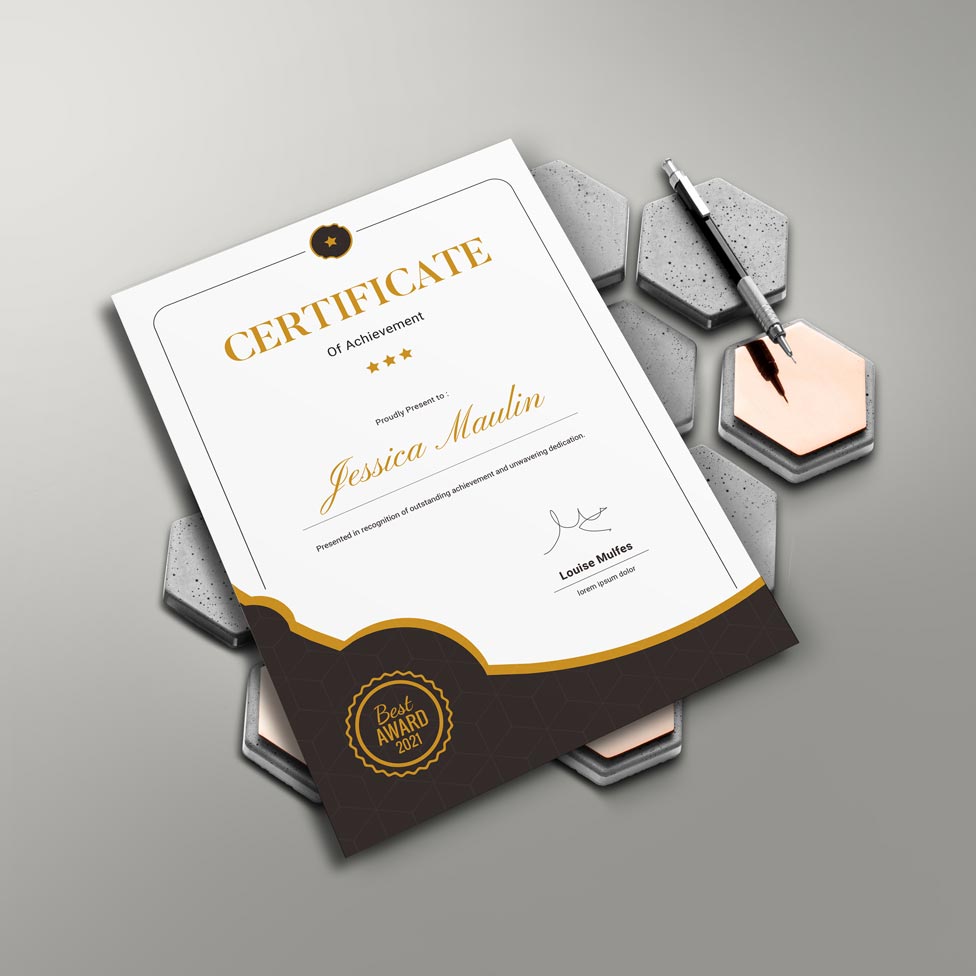 CERTIFICATE
Of Achievement
Proudly Present to :
Jessica Maulin
Presented in recognition of outstanding achievement and unwavering dedication.
Louise Mulfes
lorem ipsum dolor
Best
AWARD
2021